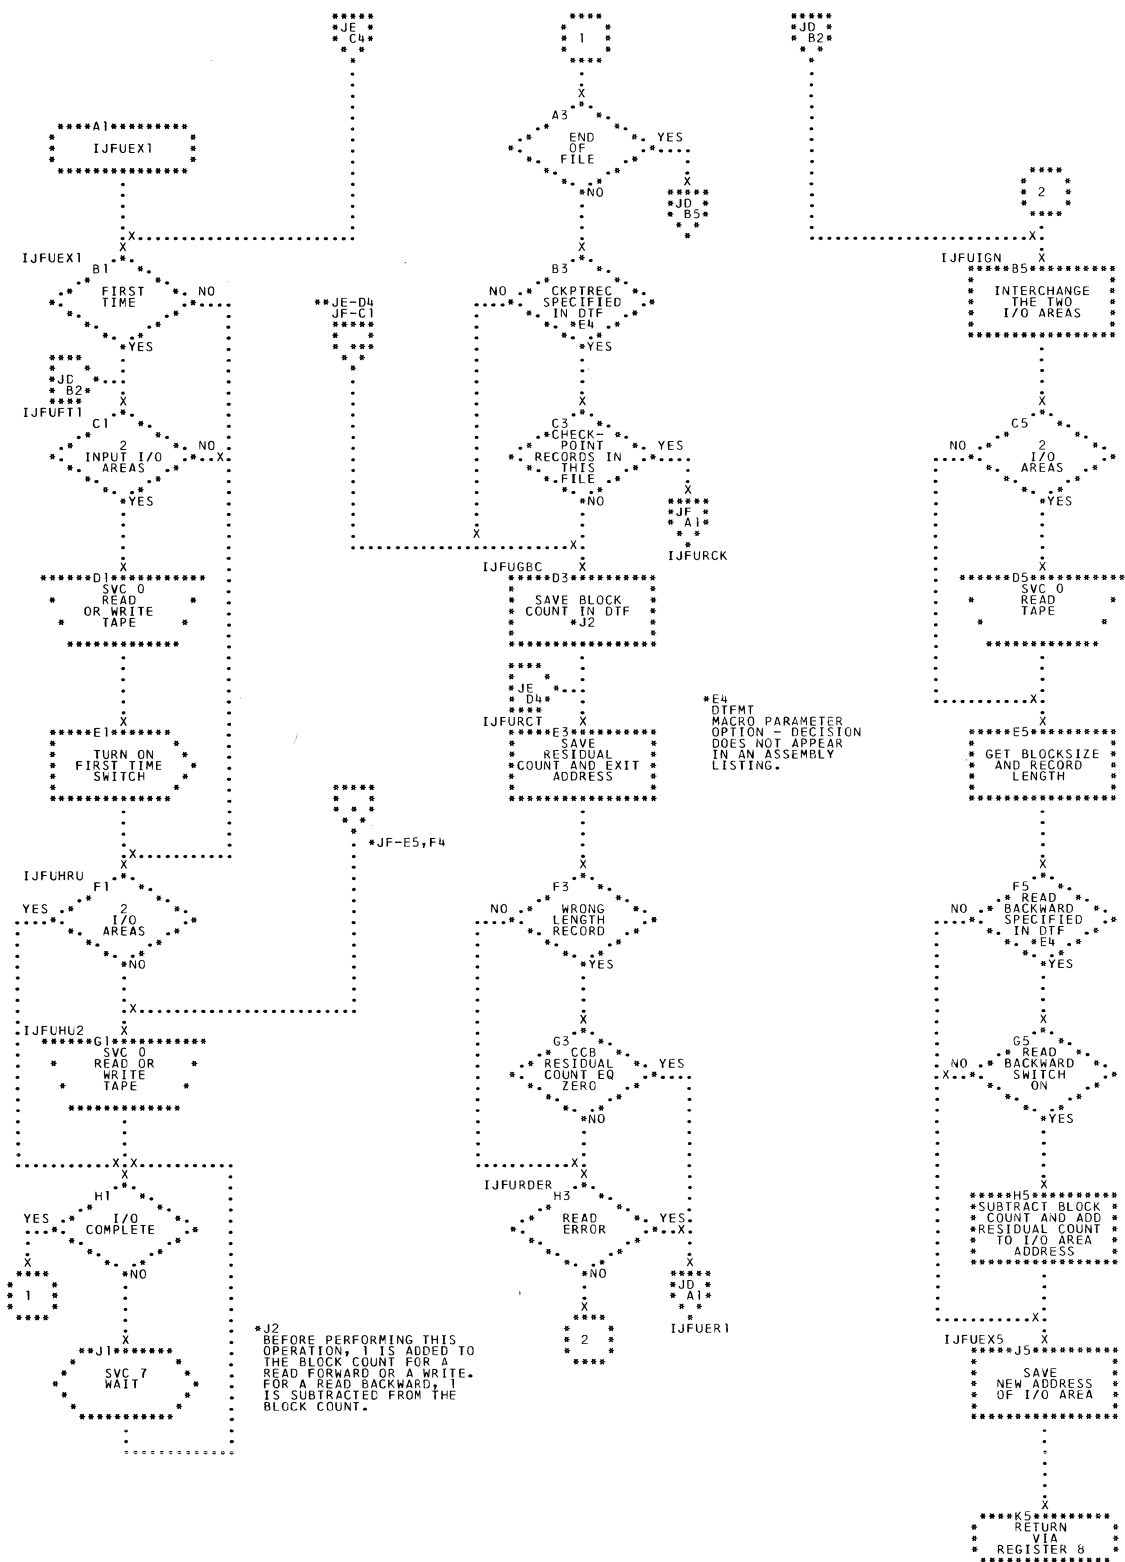 JE
C4
1
JD
B2
A1
IJFUEX1
A3
END
OF
FILE
YES
NO
JD
B5
2
IJFUEX1
B1
FIRST
TIME
NO
YES
JD
B2
IJFUFT1
C1
2
INPUT I/O
AREAS
NO
YES
D1
SVC 0
READ
OR WRITE
TAPE
E1
TURN ON
FIRST TIME
SWITCH
IJFUHRU
F1
2
I/O
AREAS
YES
NO
IJFUHU2
G1
SVC 0
READ OR
WRITE
TAPE
H1
I/O
COMPLETE
YES
NO
1
J1
SVC 7
WAIT
**JE-D4
JF-C1
*JF-E5,F4
*J2
BEFORE PERFORMING THIS
OPERATION, 1 IS ADDED TO
THE BLOCK COUNT FOR A
READ FORWARD OR A WRITE.
FOR A READ BACKWARD, 1
IS SUBTRACTED FROM THE
BLOCK COUNT.
B3
CKPTREC
SPECIFIED
IN DTF
*E4
NO
YES
C3
CHECK-
POINT
RECORDS IN
THIS
FILE
YES
NO
JF
A1
IJFURCK
IJFUGBC
D3
SAVE BLOCK
COUNT IN DTF
*J2
JE
D4
IJFURCT
E3
SAVE
RESIDUAL
COUNT AND EXIT
ADDRESS
*E4
DTFMT
MACRO PARAMETER
OPTION - DECISION
DOES NOT APPEAR
IN AN ASSEMBLY
LISTING.
F3
WRONG
LENGTH
RECORD
NO
YES
G3
CCB
RESIDUAL
COUNT EQ
ZERO
YES
NO
IJFURDER
H3
READ
ERROR
YES
NO
2
JD
A1
IJFUER1
IJFUIGN
B5
INTERCHANGE
THE TWO
I/O AREAS
C5
2
I/O
AREAS
NO
YES
D5
SVC 0
READ
TAPE
E5
GET BLOCKSIZE
AND RECORD
LENGTH
F5
READ
BACKWARD
SPECIFIED
IN DTF
*E4
NO
YES
G5
READ
BACKWARD
SWITCH
ON
NO
YES
H5
SUBTRACT BLOCK
COUNT AND ADD
RESIDUAL COUNT
TO I/O AREA
ADDRESS
IJFUEX5
J5
SAVE
NEW ADDRESS
OF I/O AREA
K5
RETURN
VIA
REGISTER 8